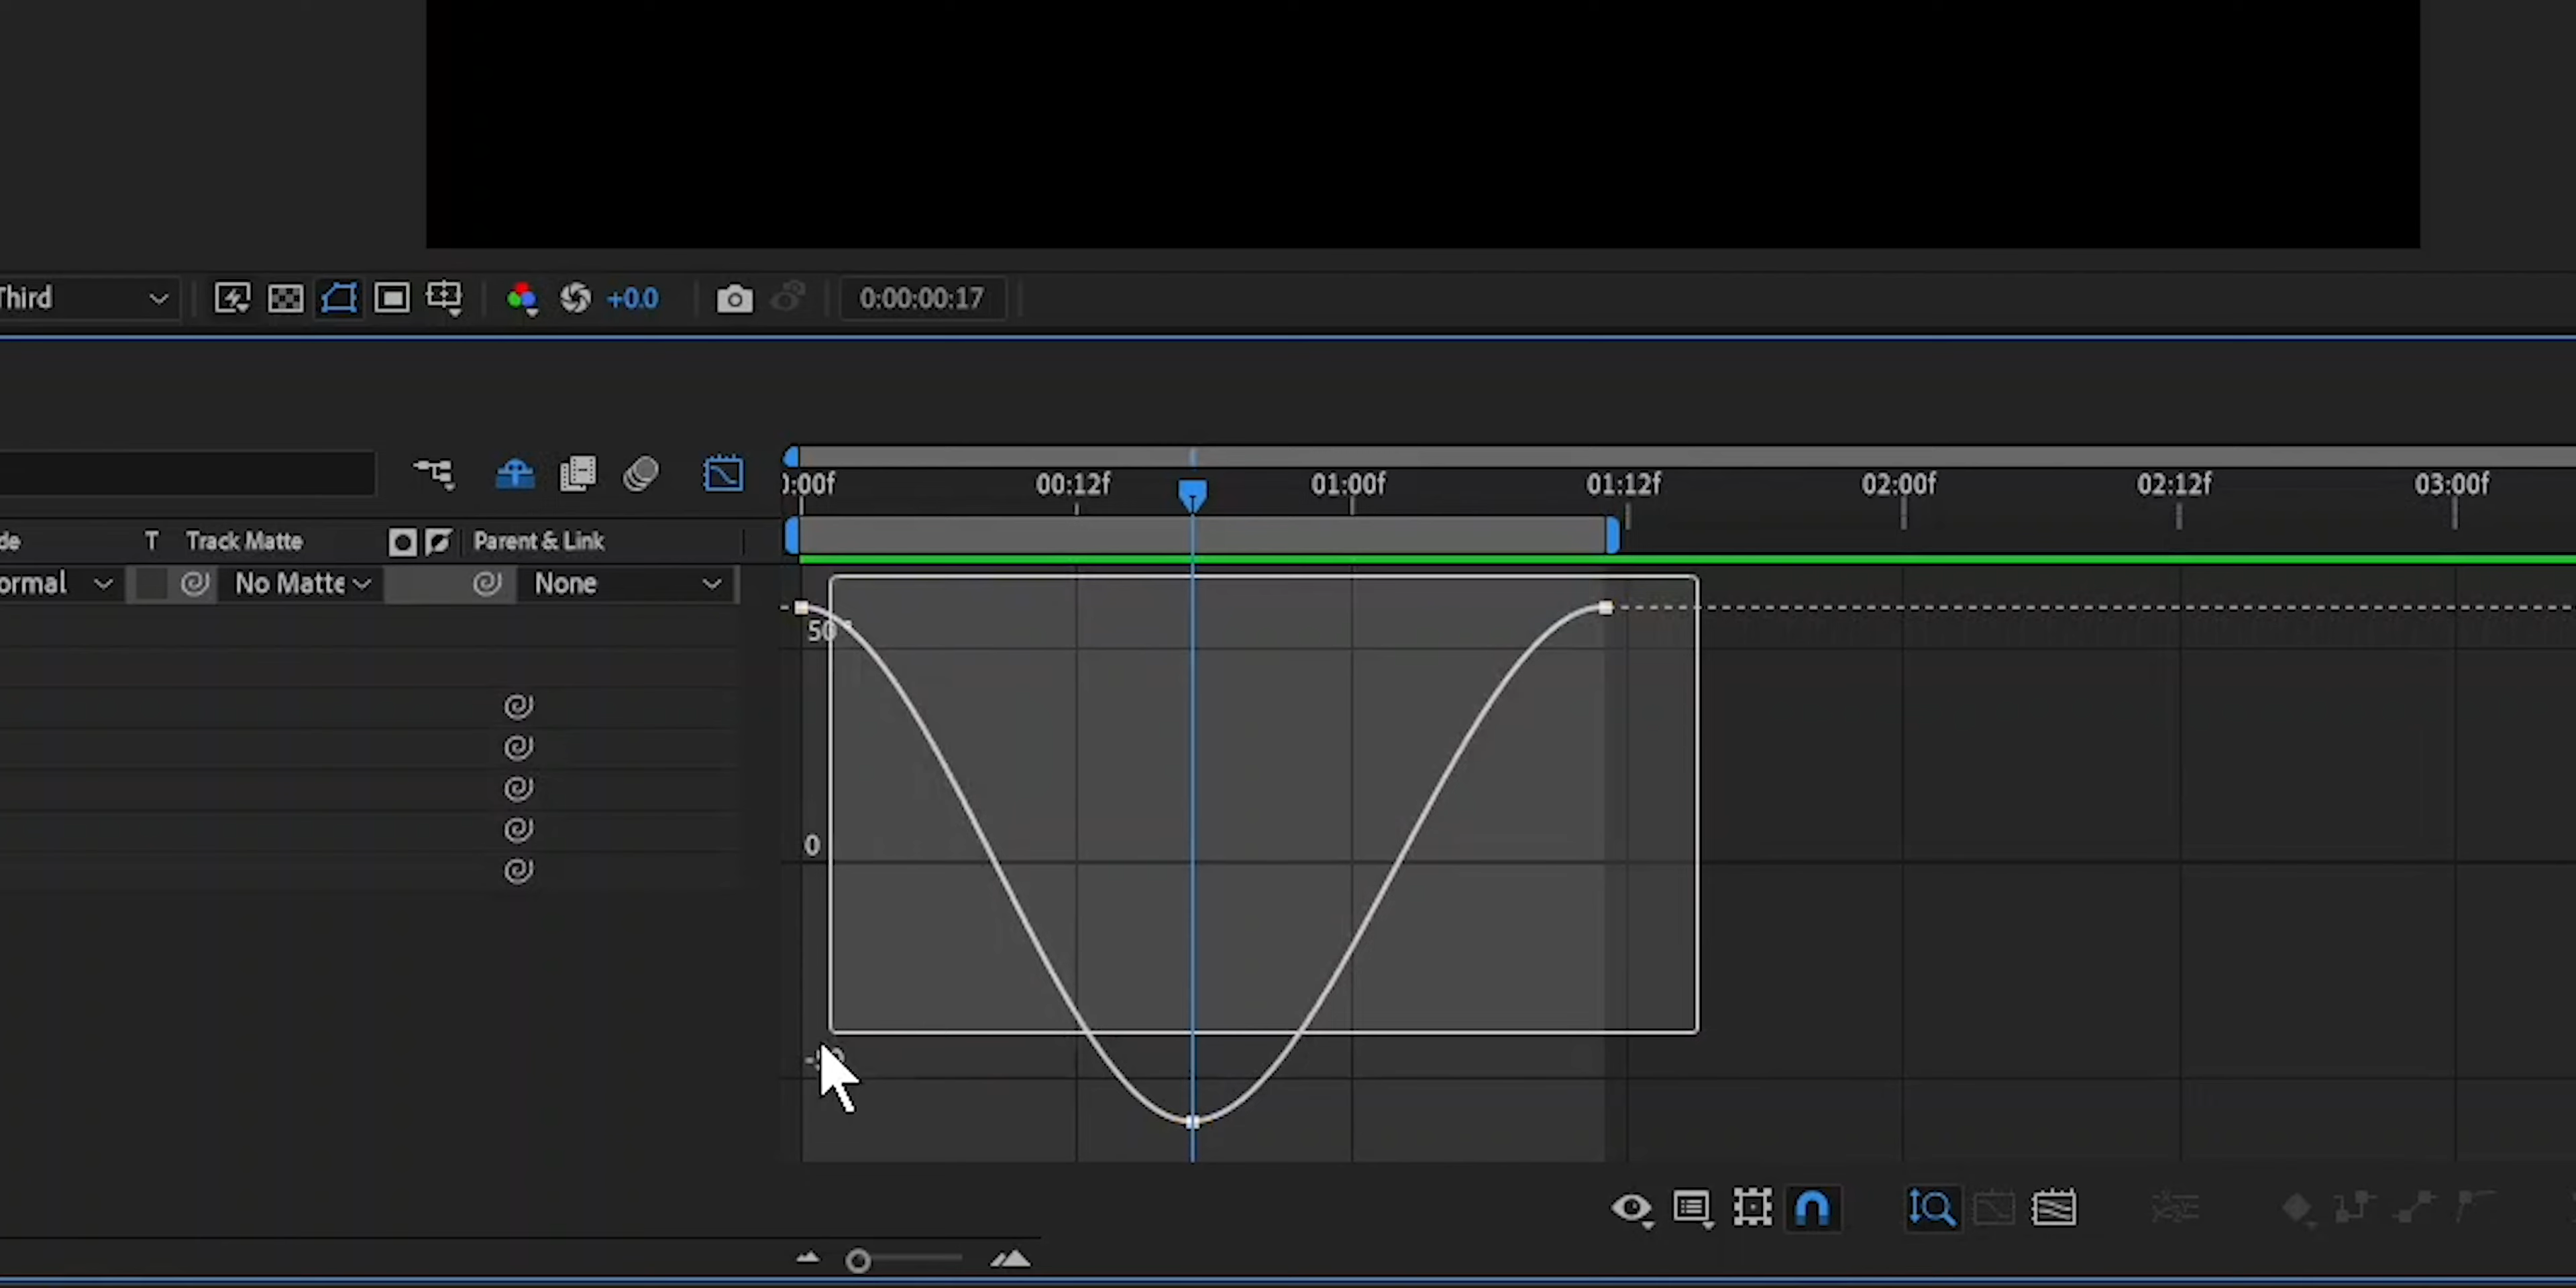 Third +0.0 0:00:00:17
0:00f 00:12f 01:00f 01:12f 02:00f 02:12f 03:00f
de T Track Matte Parent & Link
ormal No Matte None
50 °
0